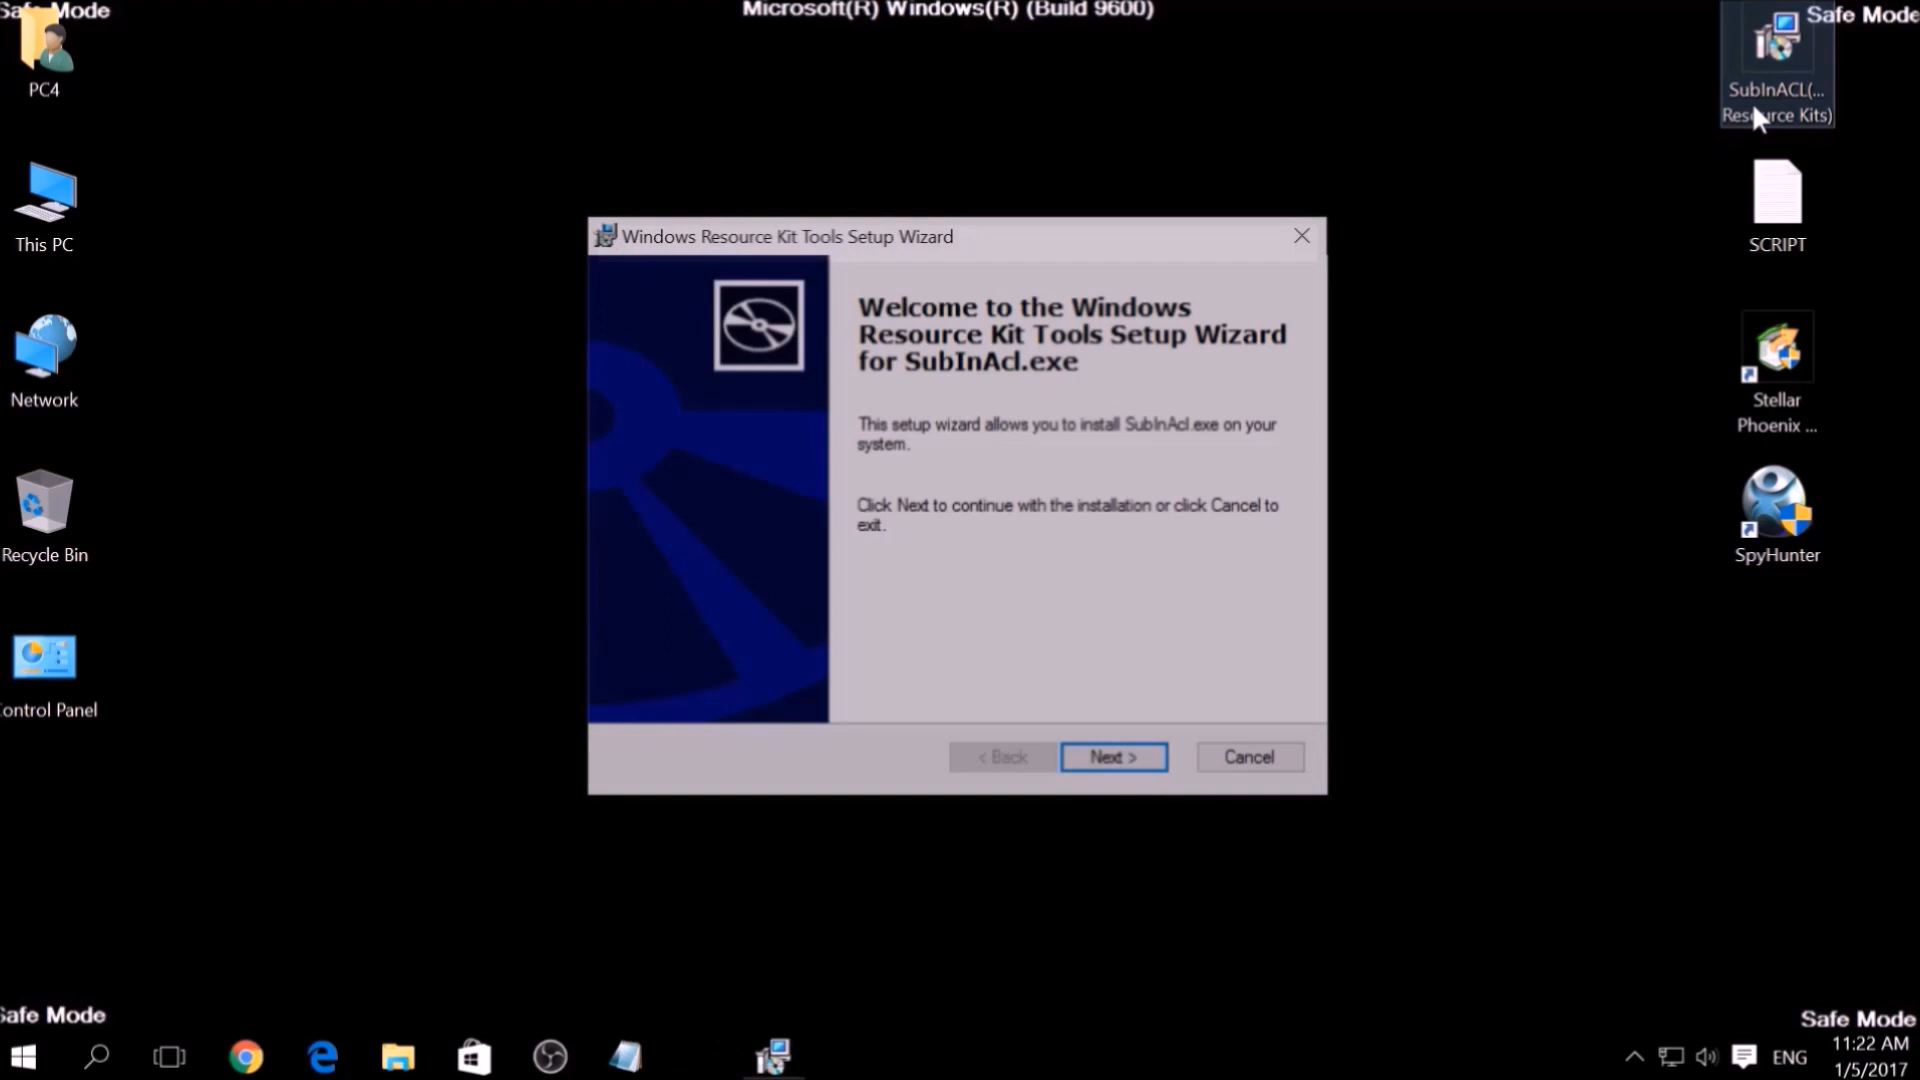 Safe Mode
Microsoft(R) Windows(R) (Build 9600)
Safe Mode
PC4
This PC
Network
Recycle Bin
Control Panel
SubInACL(...
Resource Kits)
SCRIPT
Stellar
Phoenix ...
SpyHunter
Windows Resource Kit Tools Setup Wizard
Welcome to the Windows
Resource Kit Tools Setup Wizard
for SubInAcl.exe
This setup wizard allows you to install SubInAcl.exe on your
system.
Click Next to continue with the installation or click Cancel to
exit.
< Back
Next >
Cancel
Safe Mode
Safe Mode
ENG
11:22 AM
1/5/2017